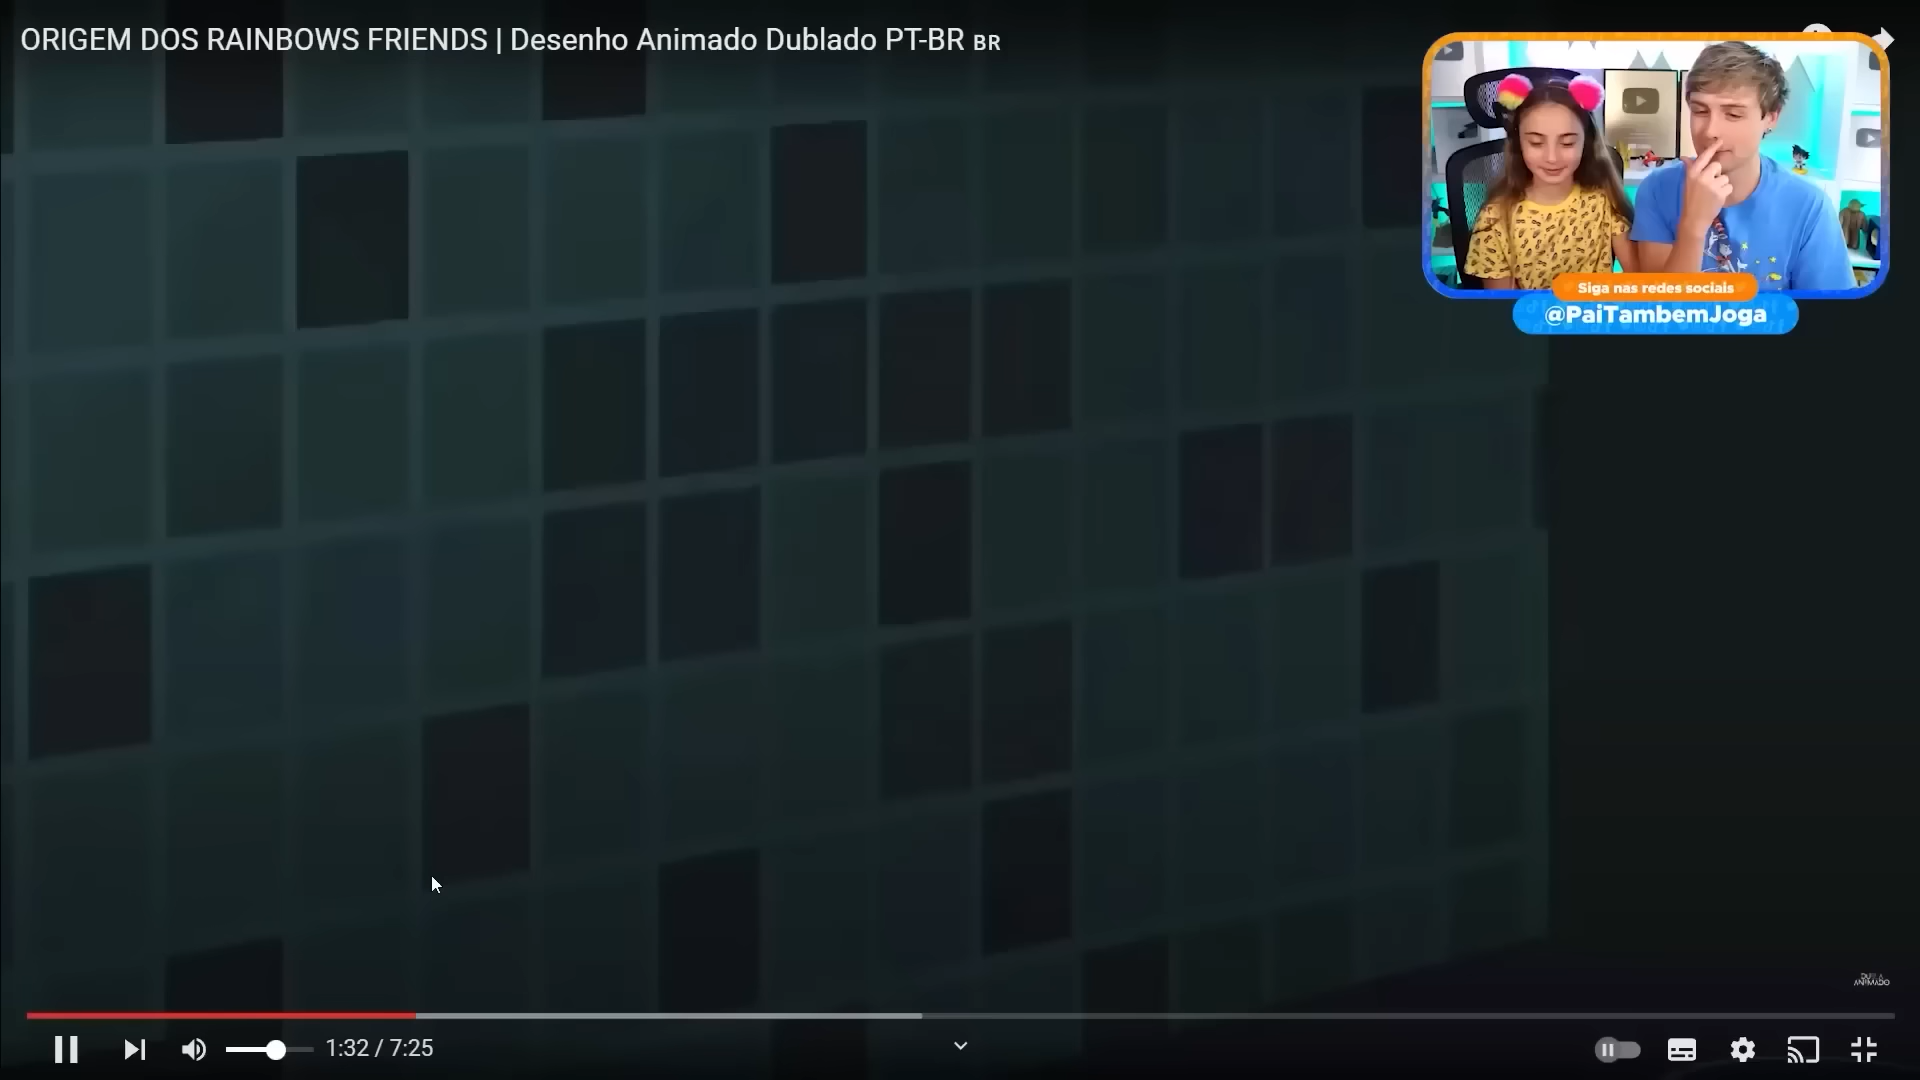 ORIGEM DOS RAINBOWS FRIENDS | Desenho Animado Dublado PT-BR BR
Siga nas redes sociais
@PaiTambemJoga
ANIMADO
1:32 / 7:25